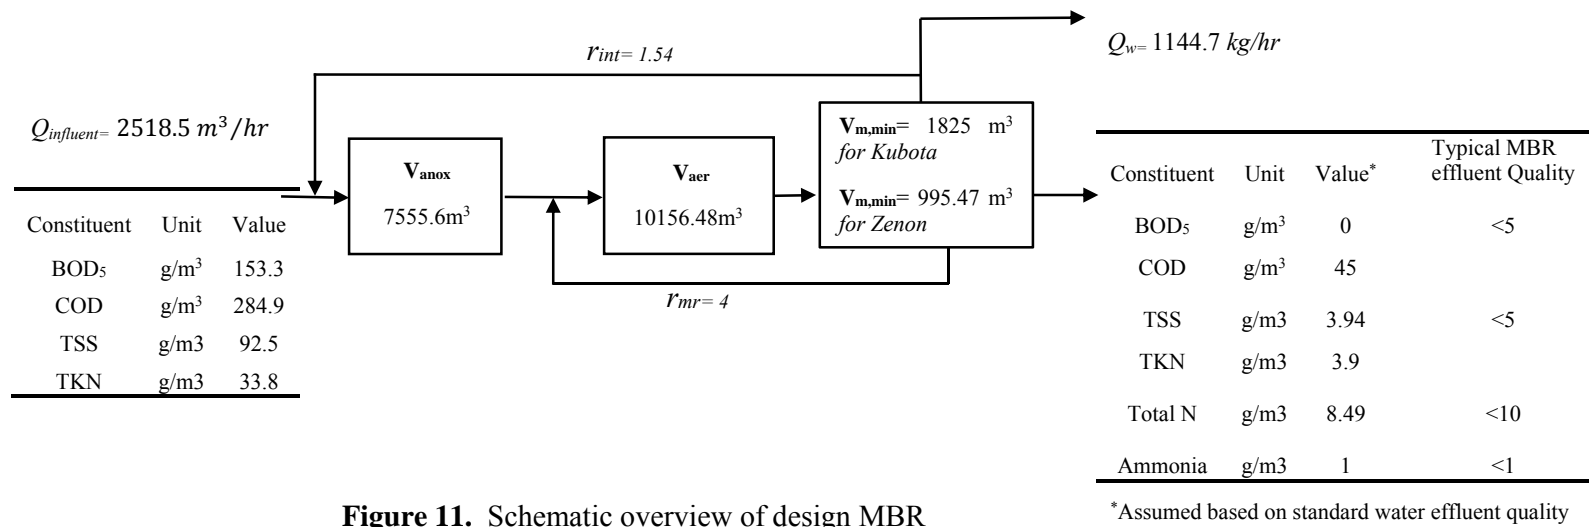 r_int= 1.54
Q_w= 1144.7 kg/hr
Q_influent= 2518.5 m³/hr
Constituent Unit Value
BOD₅ g/m³ 153.3
COD g/m³ 284.9
TSS g/m3 92.5
TKN g/m3 33.8
V_anox
7555.6m³
V_aer
10156.48m³
V_m,min= 1825 m³
for Kubota
V_m,min= 995.47 m³
for Zenon
r_mr= 4
Typical MBR
Constituent Unit Value* effluent Quality
BOD₅ g/m³ 0 <5
COD g/m³ 45
TSS g/m3 3.94 <5
TKN g/m3 3.9
Total N g/m3 8.49 <10
Ammonia g/m3 1 <1
*Assumed based on standard water effluent quality
Figure 11. Schematic overview of design MBR